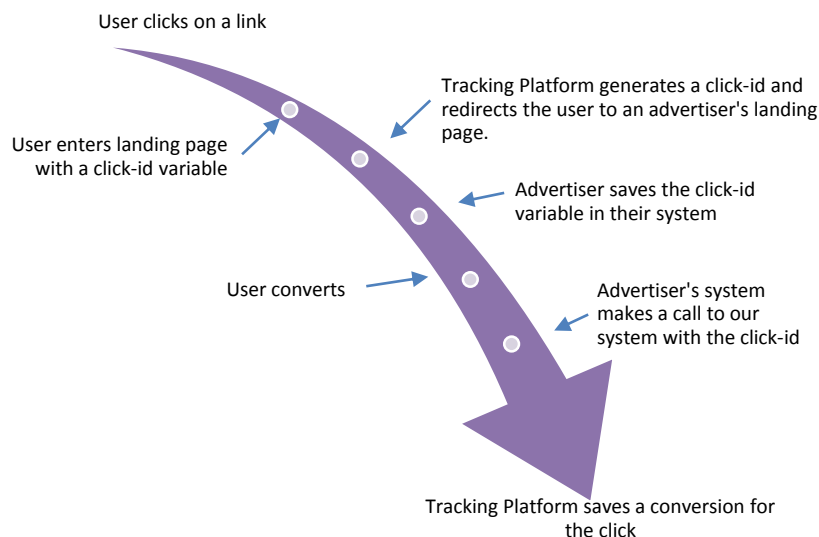 User clicks on a link
Tracking Platform generates a click-id and
redirects the user to an advertiser's landing
page.
User enters landing page
with a click-id variable
Advertiser saves the click-id
variable in their system
User converts
Advertiser's system
makes a call to our
system with the click-id
Tracking Platform saves a conversion for
the click